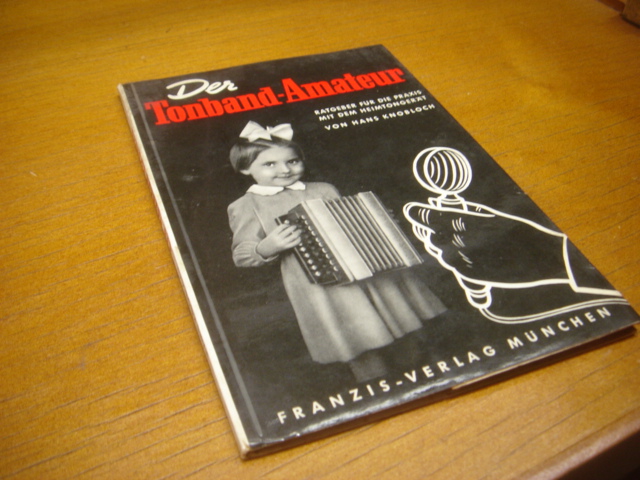 Der
Tonband-Amateur
RATGEBER FÜR DIE PRAXIS
MIT DEM HEIMTONGERÄT
VON HANS KNOBLOCH
FRANZIS-VERLAG MÜNCHEN